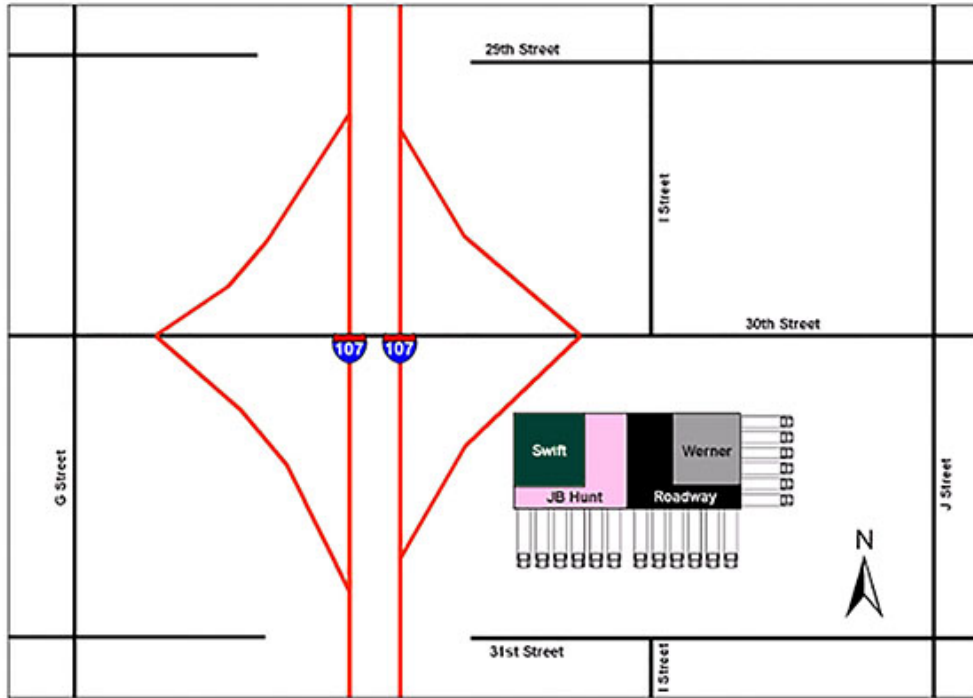 29th Street
I Street
30th Street
107
107
Swift
Werner
JB Hunt
Roadway
G Street
J Street
N
31st Street
I Street